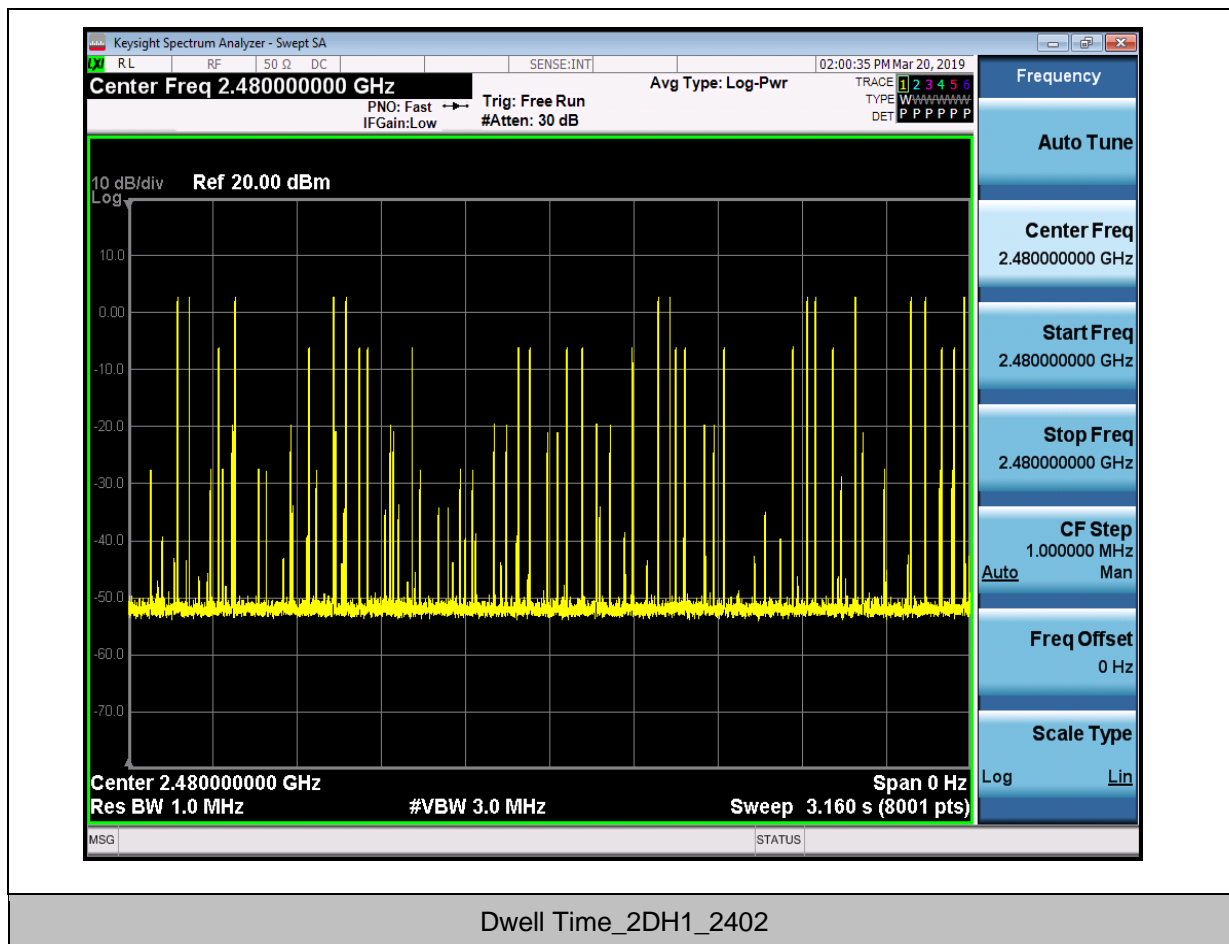 Keysight Spectrum Analyzer - Swept SA
LXI RL RF 50 Ω DC SENSE:INT 02:00:35 PM Mar 20, 2019
Center Freq 2.480000000 GHz
PNO: Fast
IFGain:Low
Trig: Free Run
#Atten: 30 dB
Avg Type: Log-Pwr
TRACE 1 2 3 4 5 6
TYPE WWWWWW
DET P P P P P P
10 dB/div Ref 20.00 dBm
Log
10.0
0.00
-10.0
-20.0
-30.0
-40.0
-50.0
-60.0
-70.0
Center 2.480000000 GHz Span 0 Hz
Res BW 1.0 MHz #VBW 3.0 MHz Sweep 3.160 s (8001 pts)
MSG STATUS
Frequency
Auto Tune
Center Freq
2.480000000 GHz
Start Freq
2.480000000 GHz
Stop Freq
2.480000000 GHz
CF Step
1.000000 MHz
Auto Man
Freq Offset
0 Hz
Scale Type
Log Lin
Dwell Time_2DH1_2402